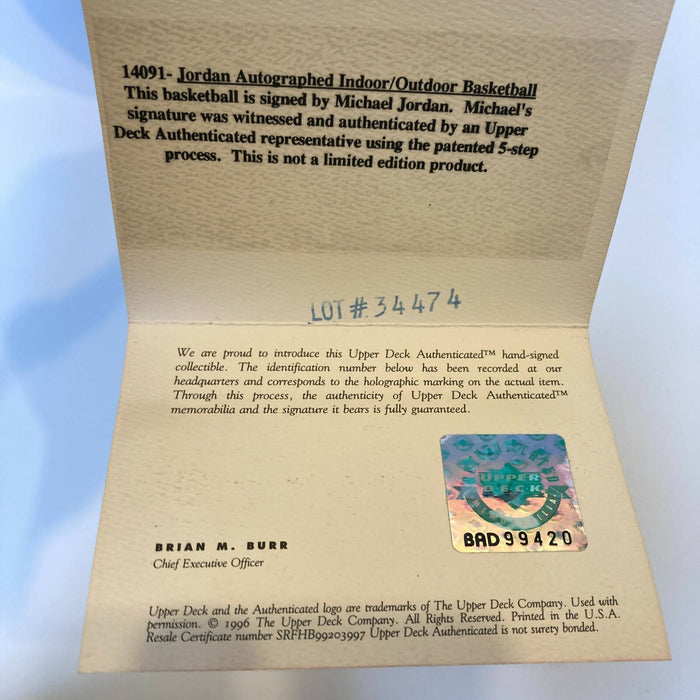 14091- Jordan Autographed Indoor/Outdoor Basketball
This basketball is signed by Michael Jordan. Michael's
signature was witnessed and authenticated by an Upper
Deck Authenticated representative using the patented 5-step
process. This is not a limited edition product.
LOT # 34474
We are proud to introduce this Upper Deck Authenticated™ hand-signed
collectible. The identification number below has been recorded at our
headquarters and corresponds to the holographic marking on the actual item.
Through this process, the authenticity of Upper Deck Authenticated™
memorabilia and the signature it bears is fully guaranteed.
UPPER
DECK
BAD99420
BRIAN M. BURR
Chief Executive Officer
Upper Deck and the Authenticated logo are trademarks of The Upper Deck Company. Used with
permission. © 1996 The Upper Deck Company. All Rights Reserved. Printed in the U.S.A.
Resale Certificate number SRFHB99203997 Upper Deck Authenticated is not surety bonded.